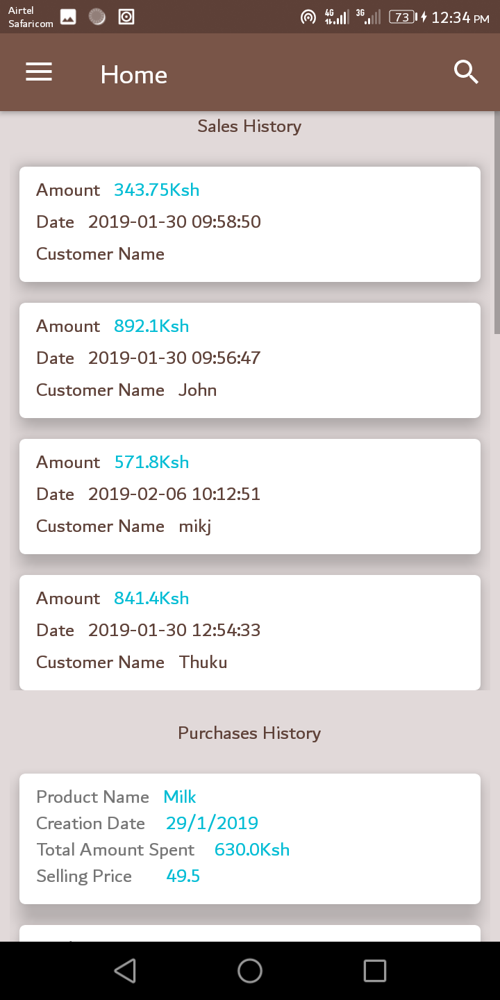 Airtel
Safaricom
4G 3G 73 12:34 PM
Home
Sales History
Amount 343.75Ksh
Date 2019-01-30 09:58:50
Customer Name
Amount 892.1Ksh
Date 2019-01-30 09:56:47
Customer Name John
Amount 571.8Ksh
Date 2019-02-06 10:12:51
Customer Name mikj
Amount 841.4Ksh
Date 2019-01-30 12:54:33
Customer Name Thuku
Purchases History
Product Name Milk
Creation Date 29/1/2019
Total Amount Spent 630.0Ksh
Selling Price 49.5